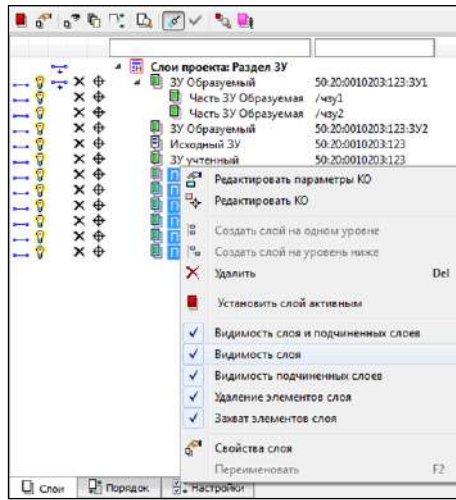 Слои проекта: Раздел ЗУ
ЗУ Образуемый 50:20:0010203:123:ЗУ1
Часть ЗУ Образуемая /чзу1
Часть ЗУ Образуемая /чзу2
ЗУ Образуемый 50:20:0010203:123:ЗУ2
Исходный ЗУ 50:20:0010203:123
ЗУ учтенный 50:20:0010203:123
Редактировать параметры КО
Редактировать КО
Создать слой на одном уровне
Создать слой на уровень ниже
Удалить Del
Установить слой активным
Видимость слоя и подчиненных слоев
Видимость слоя
Видимость подчиненных слоев
Удаление элементов слоя
Захват элементов слоя
Свойства слоя
Переименовать F2
Слои Порядок Настройки